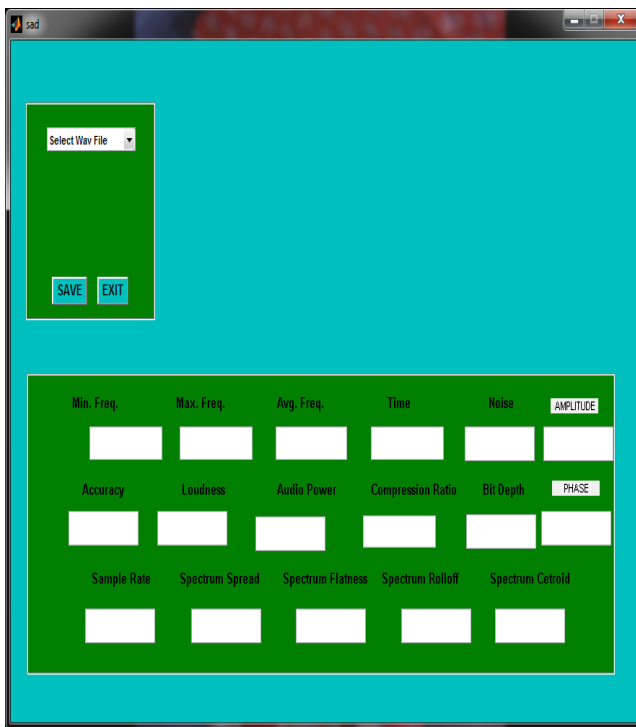 sad
Select Wav File
SAVE EXIT
Min. Freq. Max. Freq. Avg. Freq. Time Noise AMPLITUDE
Accuracy Loudness Audio Power Compression Ratio Bit Depth PHASE
Sample Rate Spectrum Spread Spectrum Flatness Spectrum Rolloff Spectrum Cetroid